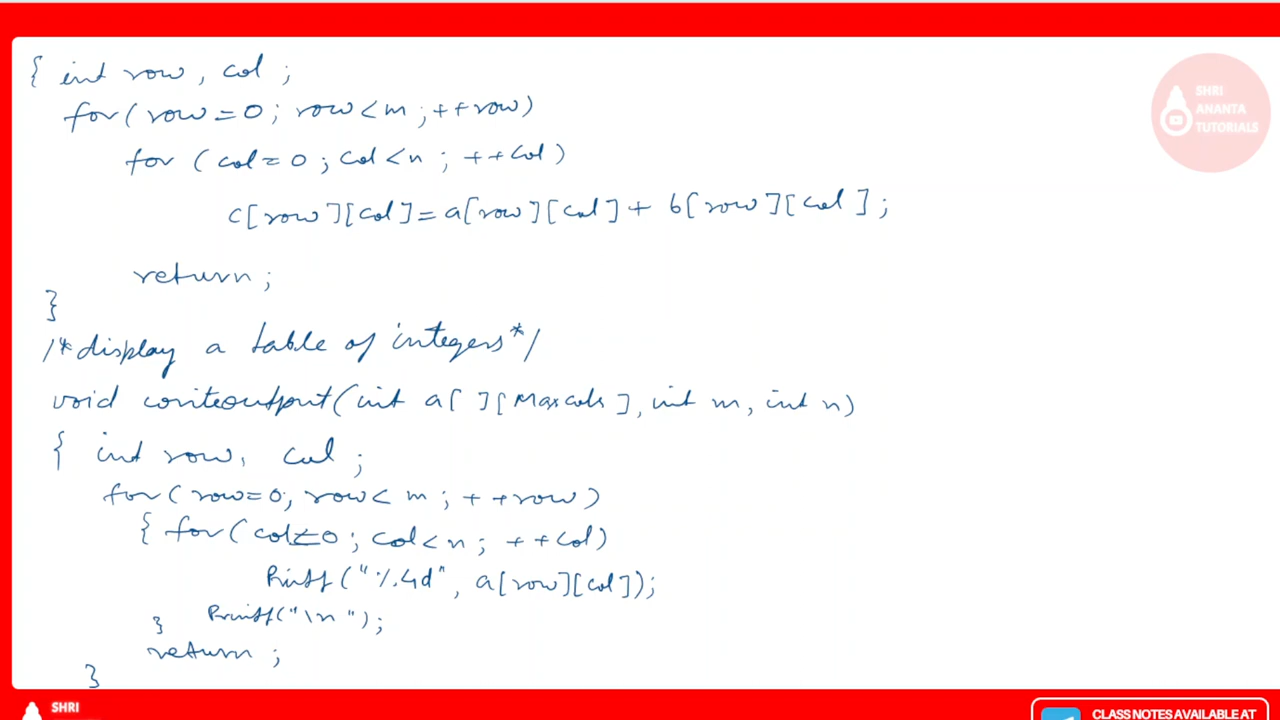 { int row, col ;
for(row=0; row<m ;++row)
for (col=0 ;col<n ; ++col)
c[row][col]=a[row][col]+ b[row][col];
return ;
}
/*display a table of integers*/
void writeoutput(int a[ ][Maxcols], int m, int n)
{ int row, col ;
for(row=0, row< m ; ++row)
{ for(col=0 ;col<n; ++col)
Printf("%4d", a[row][col]);
} Printf("\n");
return ;
}
SHRI
ANANTA
TUTORIALS
SHRI
CLASS NOTES AVAILABLE AT